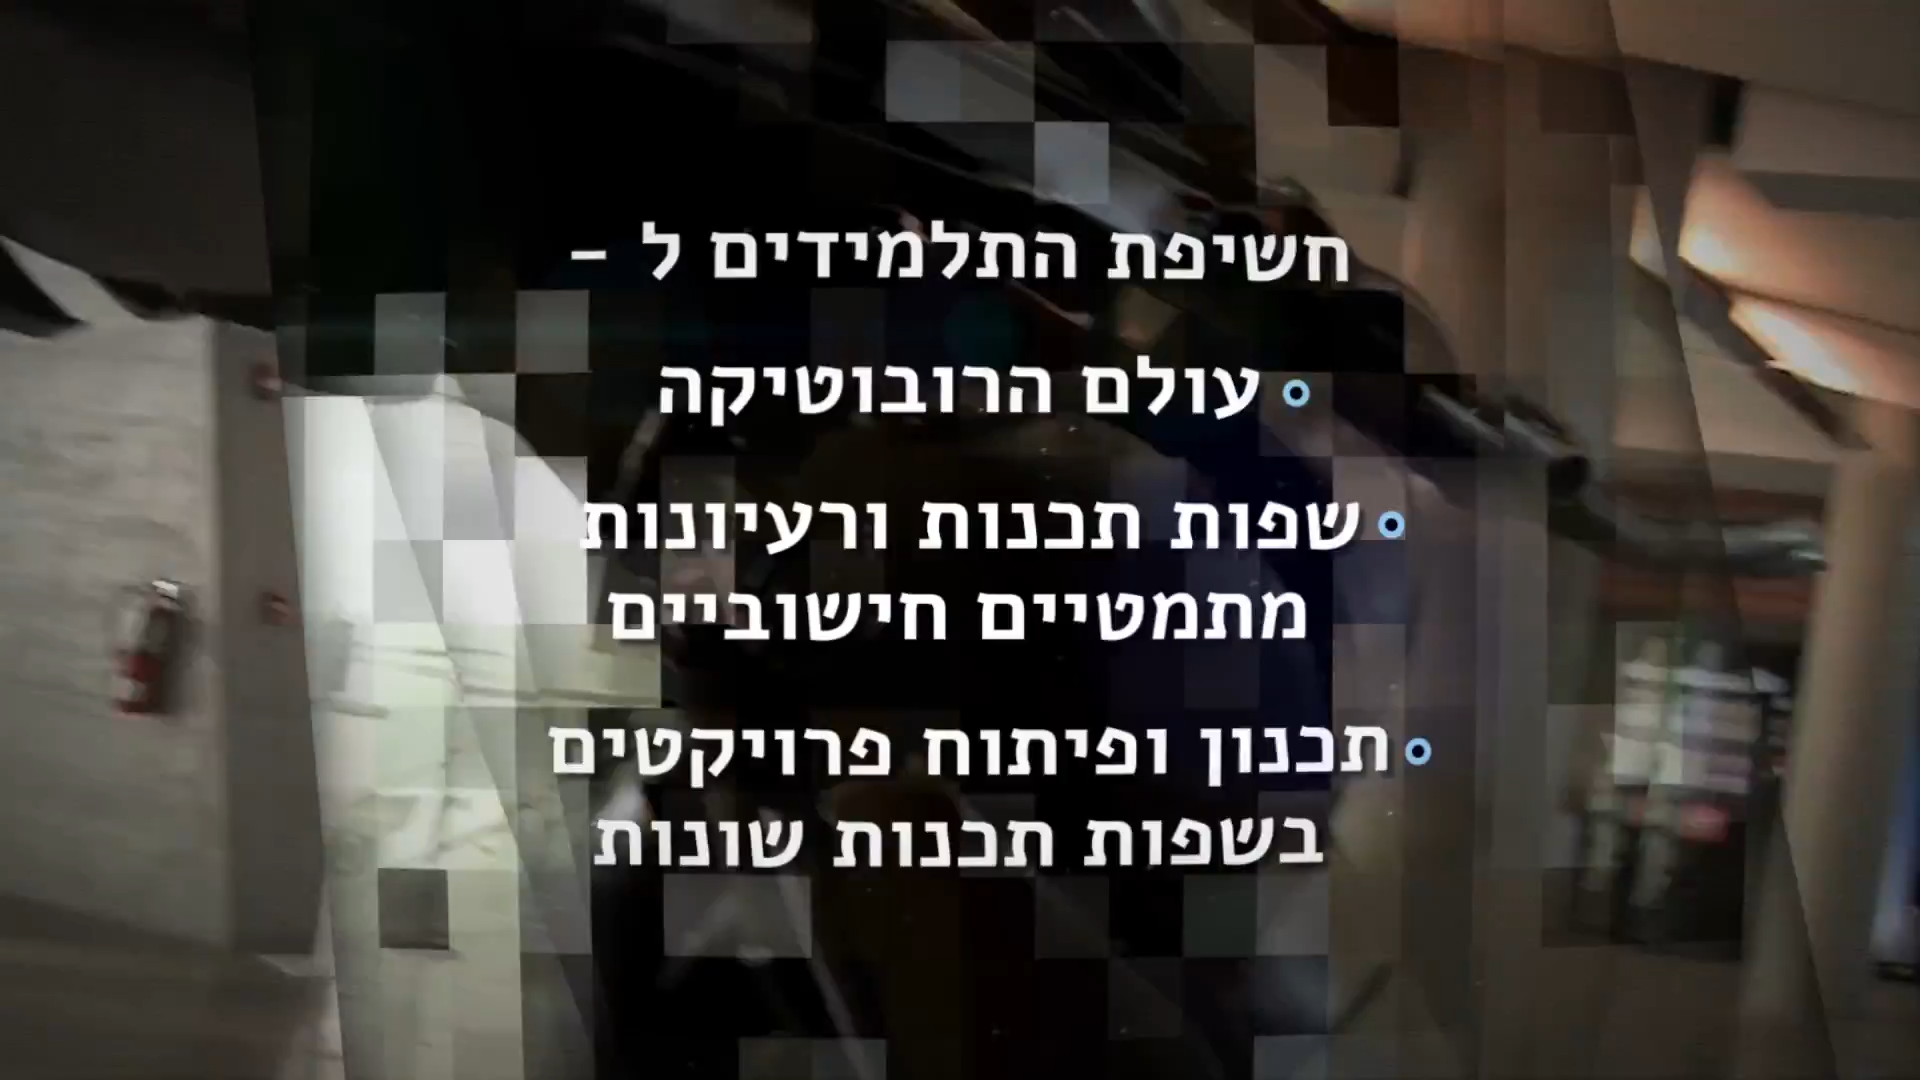 חשיפת התלמידים ל –
עולם הרובוטיקה
שפות תכנות ורעיונות
מתמטיים חישוביים
תכנון ופיתוח פרויקטים
בשפות תכנות שונות